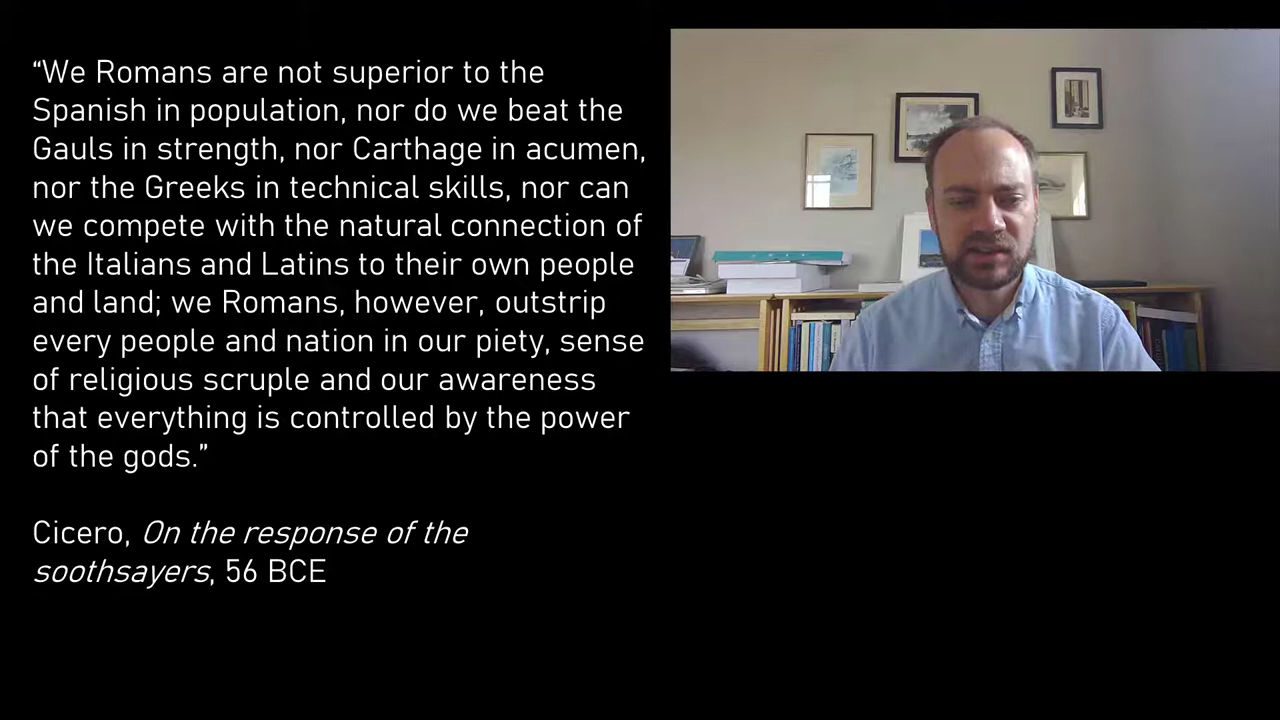 “We Romans are not superior to the
Spanish in population, nor do we beat the
Gauls in strength, nor Carthage in acumen,
nor the Greeks in technical skills, nor can
we compete with the natural connection of
the Italians and Latins to their own people
and land; we Romans, however, outstrip
every people and nation in our piety, sense
of religious scruple and our awareness
that everything is controlled by the power
of the gods.”
Cicero, On the response of the
soothsayers, 56 BCE